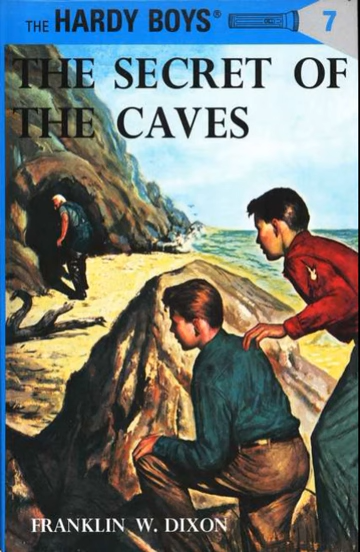 THE HARDY BOYS® 7
THE SECRET OF
THE CAVES
FRANKLIN W. DIXON